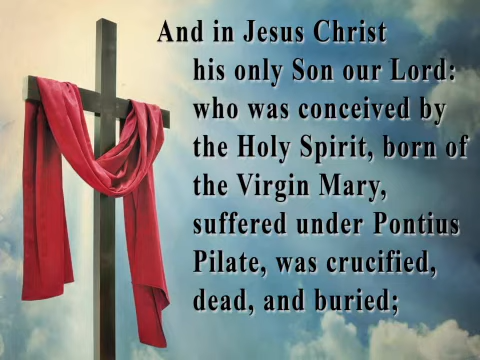 And in Jesus Christ
his only Son our Lord:
who was conceived by
the Holy Spirit, born of
the Virgin Mary,
suffered under Pontius
Pilate, was crucified,
dead, and buried;